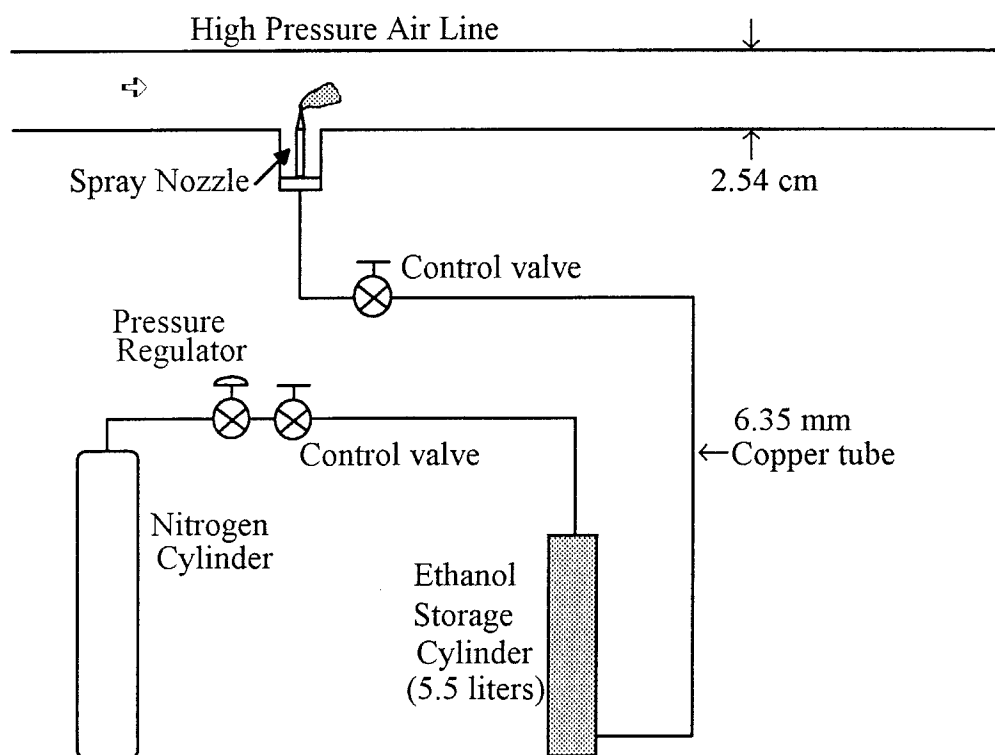 High Pressure Air Line
Spray Nozzle
2.54 cm
Control valve
Pressure
Regulator
Control valve
6.35 mm
Copper tube
Nitrogen
Cylinder
Ethanol
Storage
Cylinder
(5.5 liters)